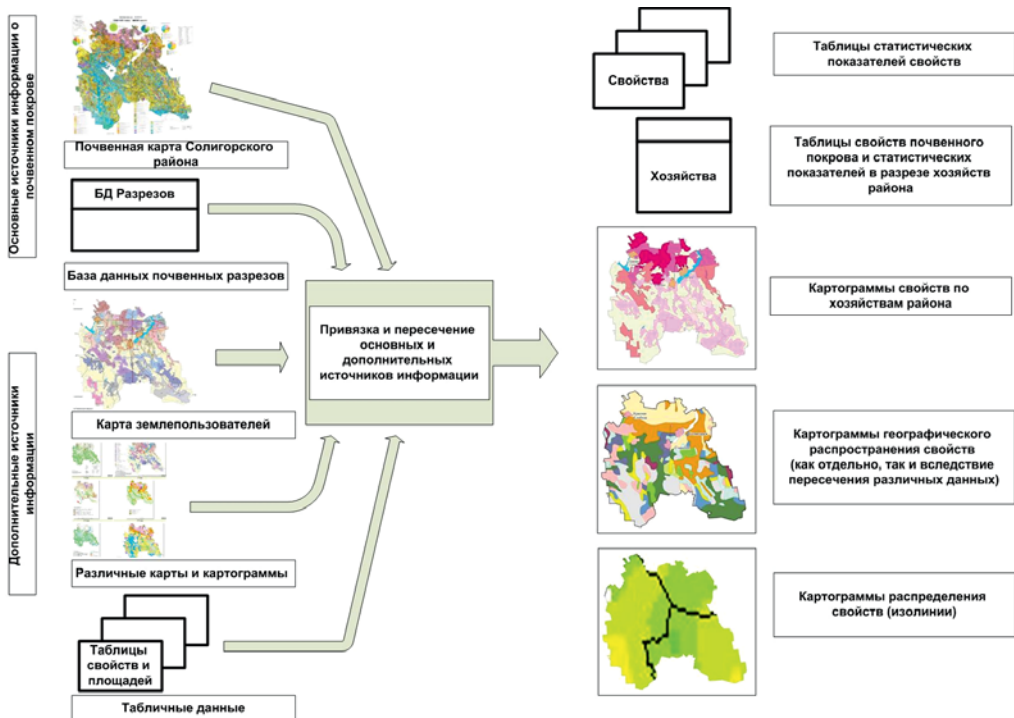 Основные источники информации о
почвенном покрове
Почвенная карта Солигорского
района
БД Разрезов
База данных почвенных разрезов
Дополнительные источники
информации
Карта землепользователей
Различные карты и картограммы
Таблицы
свойств и
площадей
Табличные данные
Привязка и пересечение
основных и
дополнительных
источников информации
Свойства
Таблицы статистических
показателей свойств
Хозяйства
Таблицы свойств почвенного
покрова и статистических
показателей в разрезе хозяйств
района
Картограммы свойств по
хозяйствам района
Картограммы географического
распространения свойств
(как отдельно, так и вследствие
пересечения различных данных)
Картограммы распределения
свойств (изолинии)